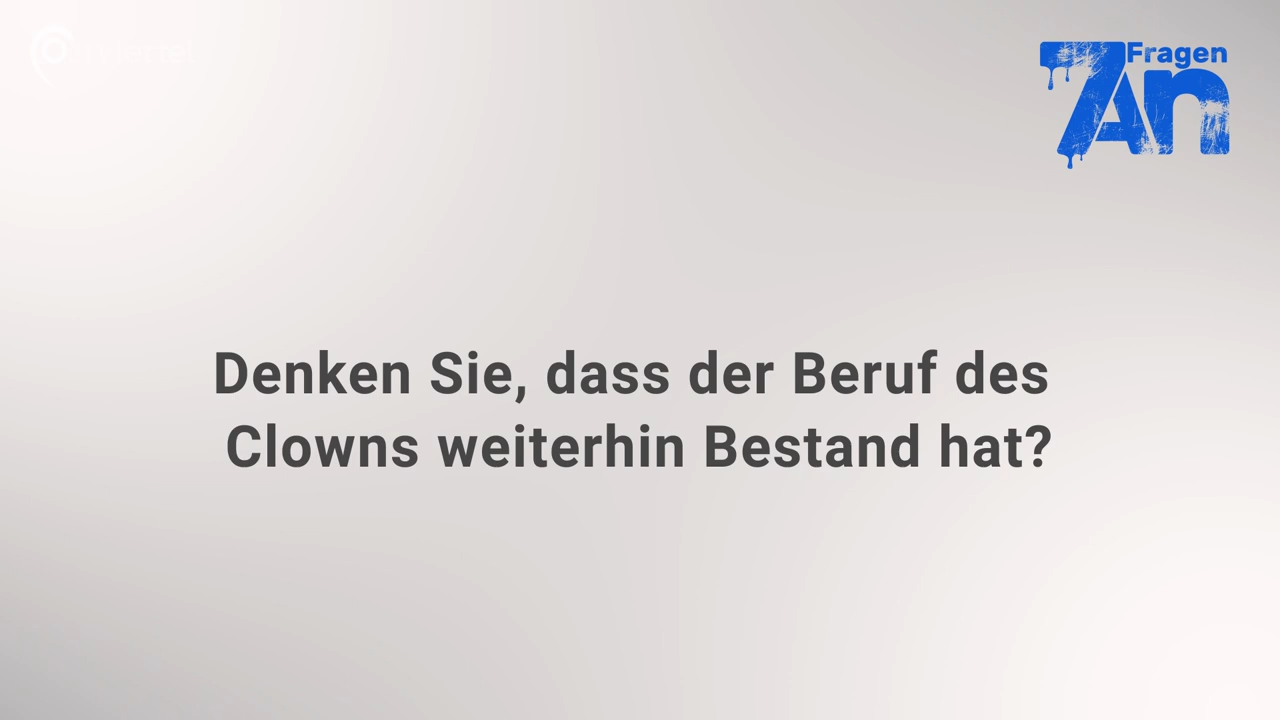 Fragen
7An
Denken Sie, dass der Beruf des
Clowns weiterhin Bestand hat?